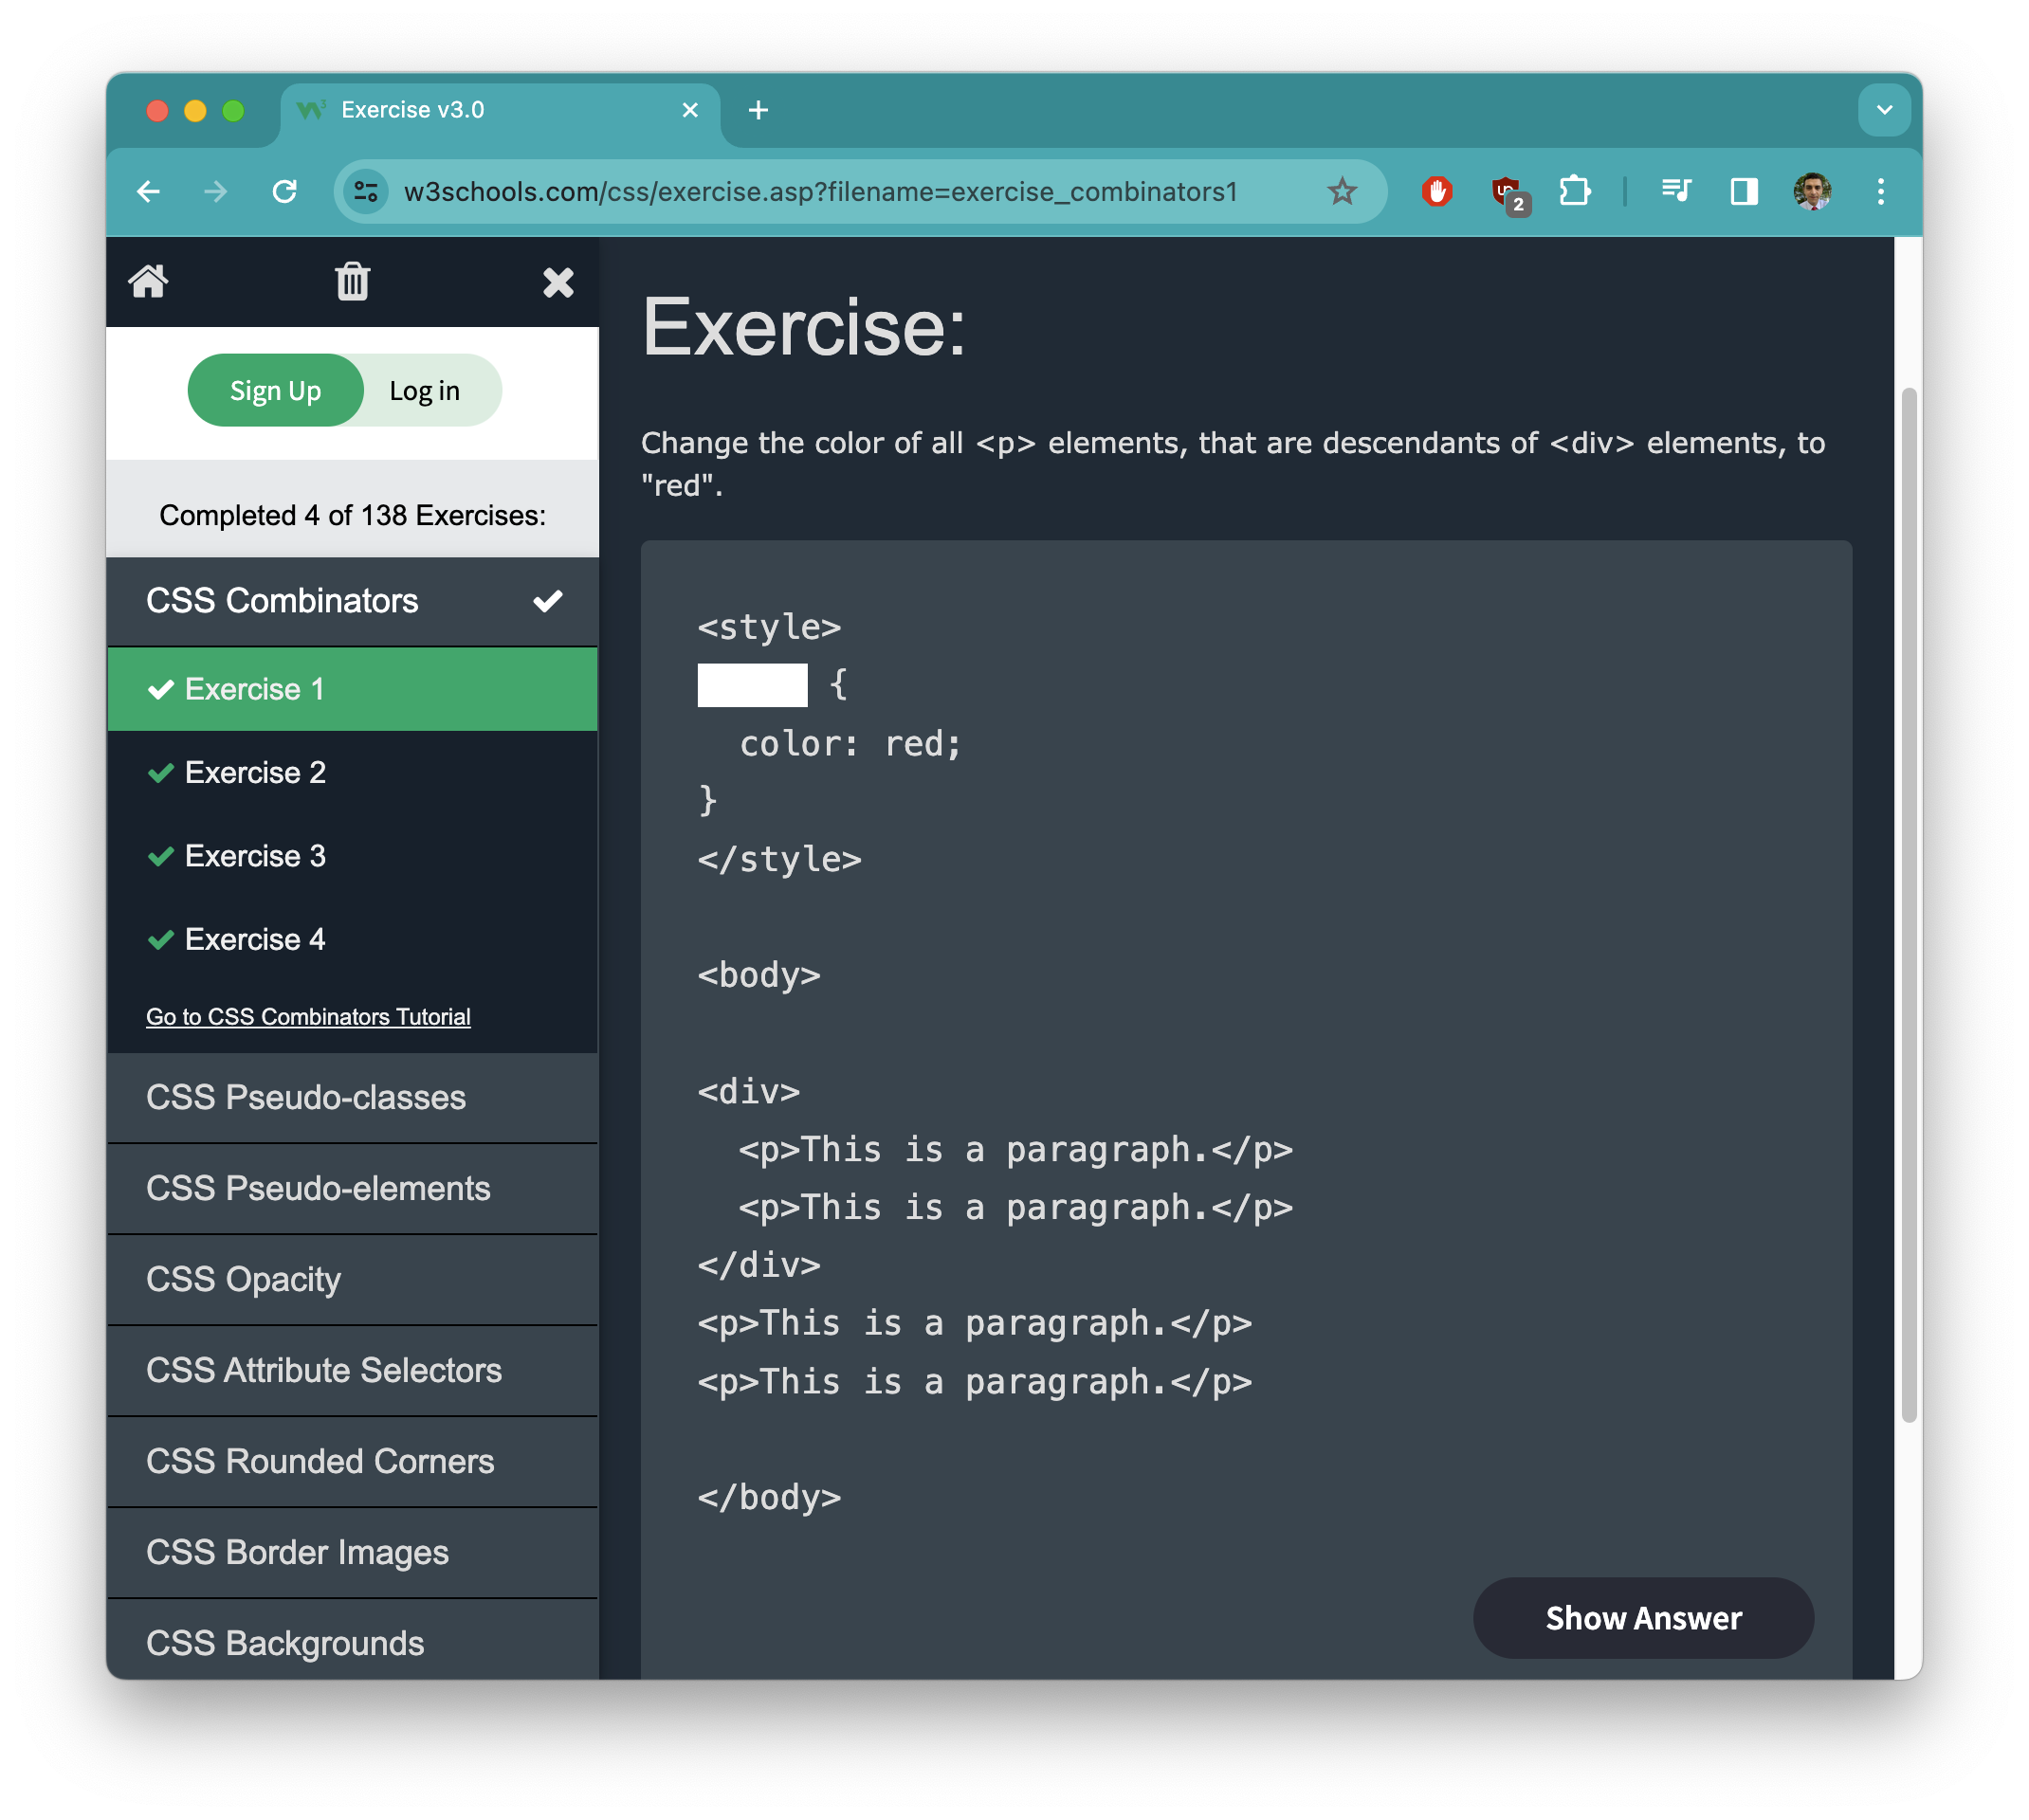 Exercise v3.0
w3schools.com/css/exercise.asp?filename=exercise_combinators1
2
Sign Up
Log in
Completed 4 of 138 Exercises:
CSS Combinators
Exercise 1
Exercise 2
Exercise 3
Exercise 4
Go to CSS Combinators Tutorial
CSS Pseudo-classes
CSS Pseudo-elements
CSS Opacity
CSS Attribute Selectors
CSS Rounded Corners
CSS Border Images
CSS Backgrounds
Exercise:
Change the color of all <p> elements, that are descendants of <div> elements, to
"red".
<style>
{
color: red;
}
</style>
<body>
<div>
<p>This is a paragraph.</p>
<p>This is a paragraph.</p>
</div>
<p>This is a paragraph.</p>
<p>This is a paragraph.</p>
</body>
Show Answer